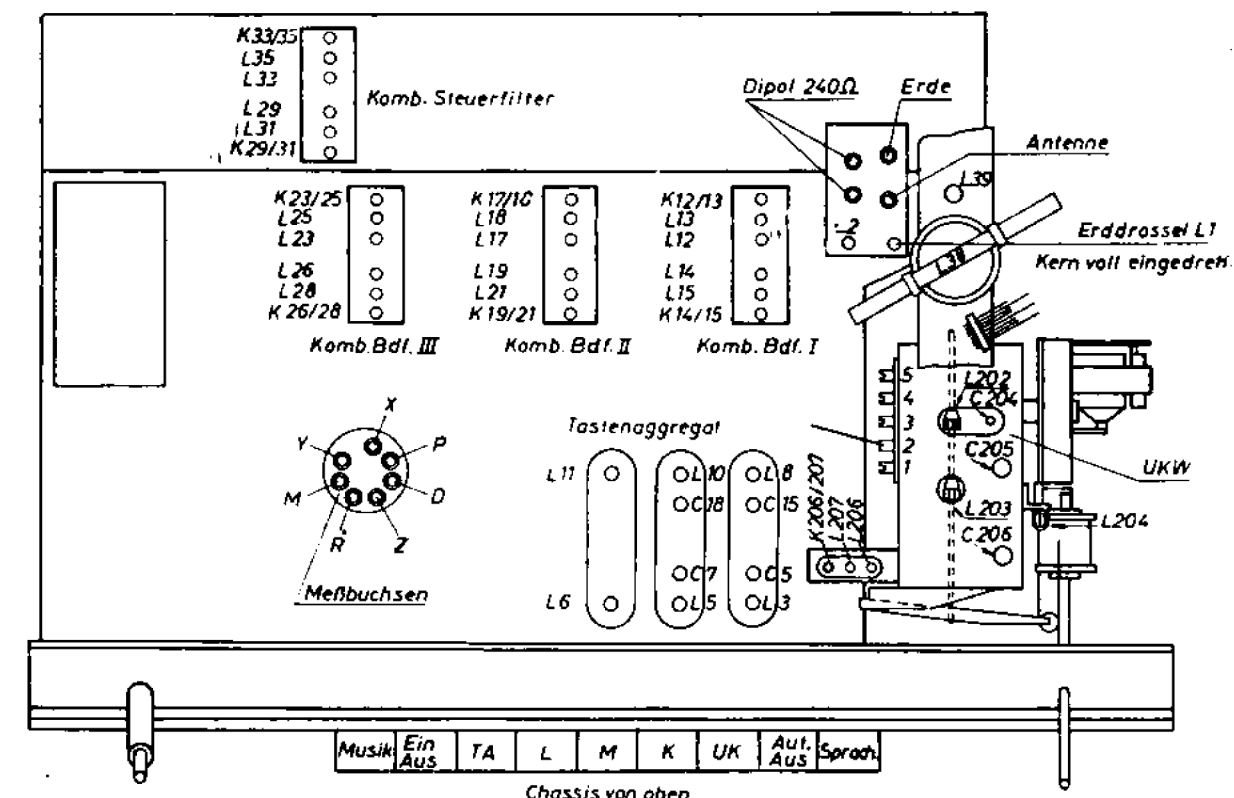 K33/35
L35
L33
L29
L31
K29/31
Komb. Steuerfilter
Dipol 240Ω
Erde
Antenne
L39
L2
Erddrossel L1
Kern voll eingedreht
L38
K23/25
L25
L23
L26
L28
K26/28
Komb. Bdf. III
K17/18
L18
L17
L19
L21
K19/21
Komb. Bdf. II
K12/13
L13
L12
L14
L15
K14/15
Komb. Bdf. I
5
4
3
2
1
L202
C204
C205
UKW
L203
C206
L204
X
Y
P
M
D
R
Z
Meßbuchsen
Tastenaggregat
L11
L10
L8
C18
C15
C7
C5
L6
L5
L3
K206/207
L207
L206
Musik
Ein
Aus
TA
L
M
K
UK
Aut.
Aus
Sprach.
Chassis von oben